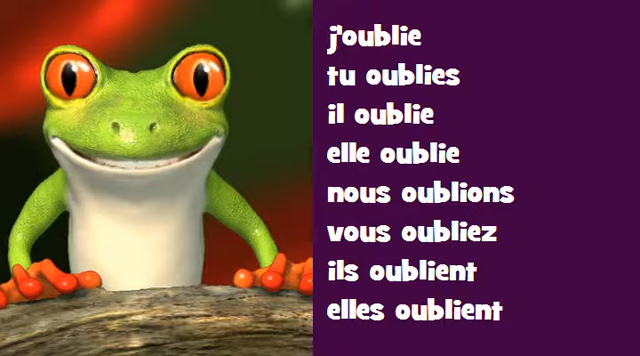 j'oublie
tu oublies
il oublie
elle oublie
nous oublions
vous oubliez
ils oublient
elles oublient